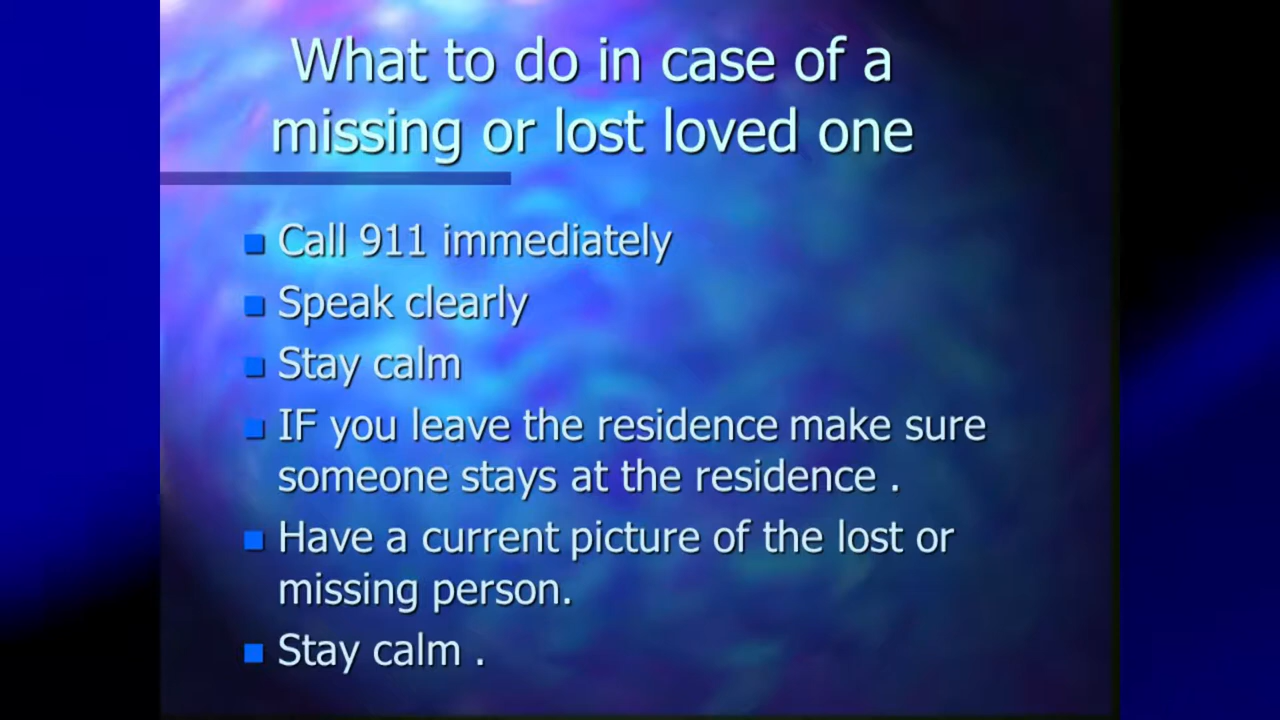 What to do in case of a
missing or lost loved one
Call 911 immediately
Speak clearly
Stay calm
IF you leave the residence make sure
someone stays at the residence .
Have a current picture of the lost or
missing person.
Stay calm .